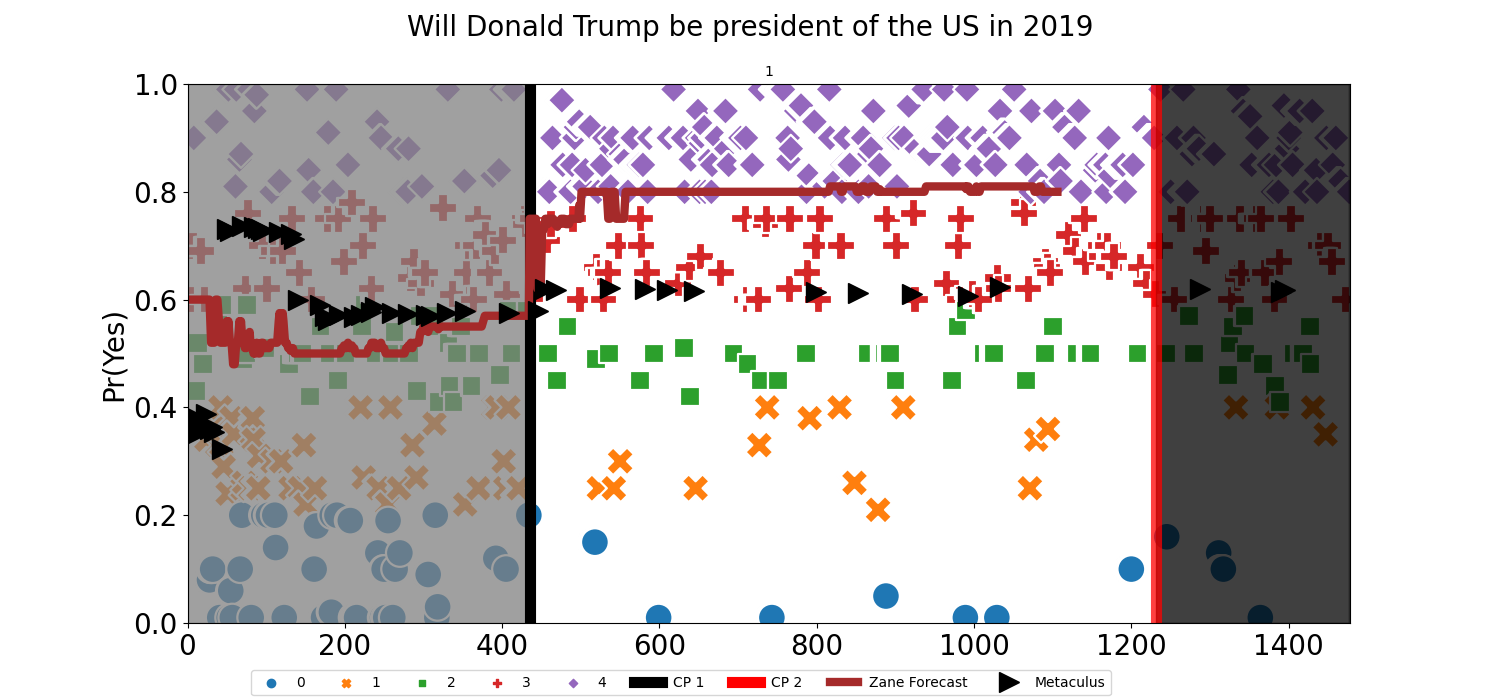 Will Donald Trump be president of the US in 2019
1
1.0
0.8
0.6
0.4
0.2
0.0
Pr(Yes)
0 200 400 600 800 1000 1200 1400
0 1 2 3 4 CP 1 CP 2 Zane Forecast Metaculus